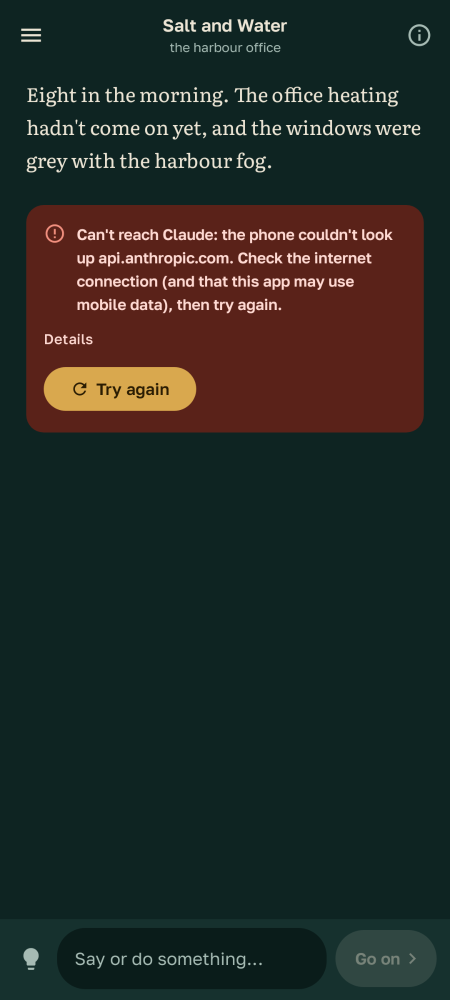 Salt and Water
the harbour office
Eight in the morning. The office heating
hadn't come on yet, and the windows were
grey with the harbour fog.
Can't reach Claude: the phone couldn't look
up api.anthropic.com. Check the internet
connection (and that this app may use
mobile data), then try again.
Details
Try again
Say or do something...
Go on